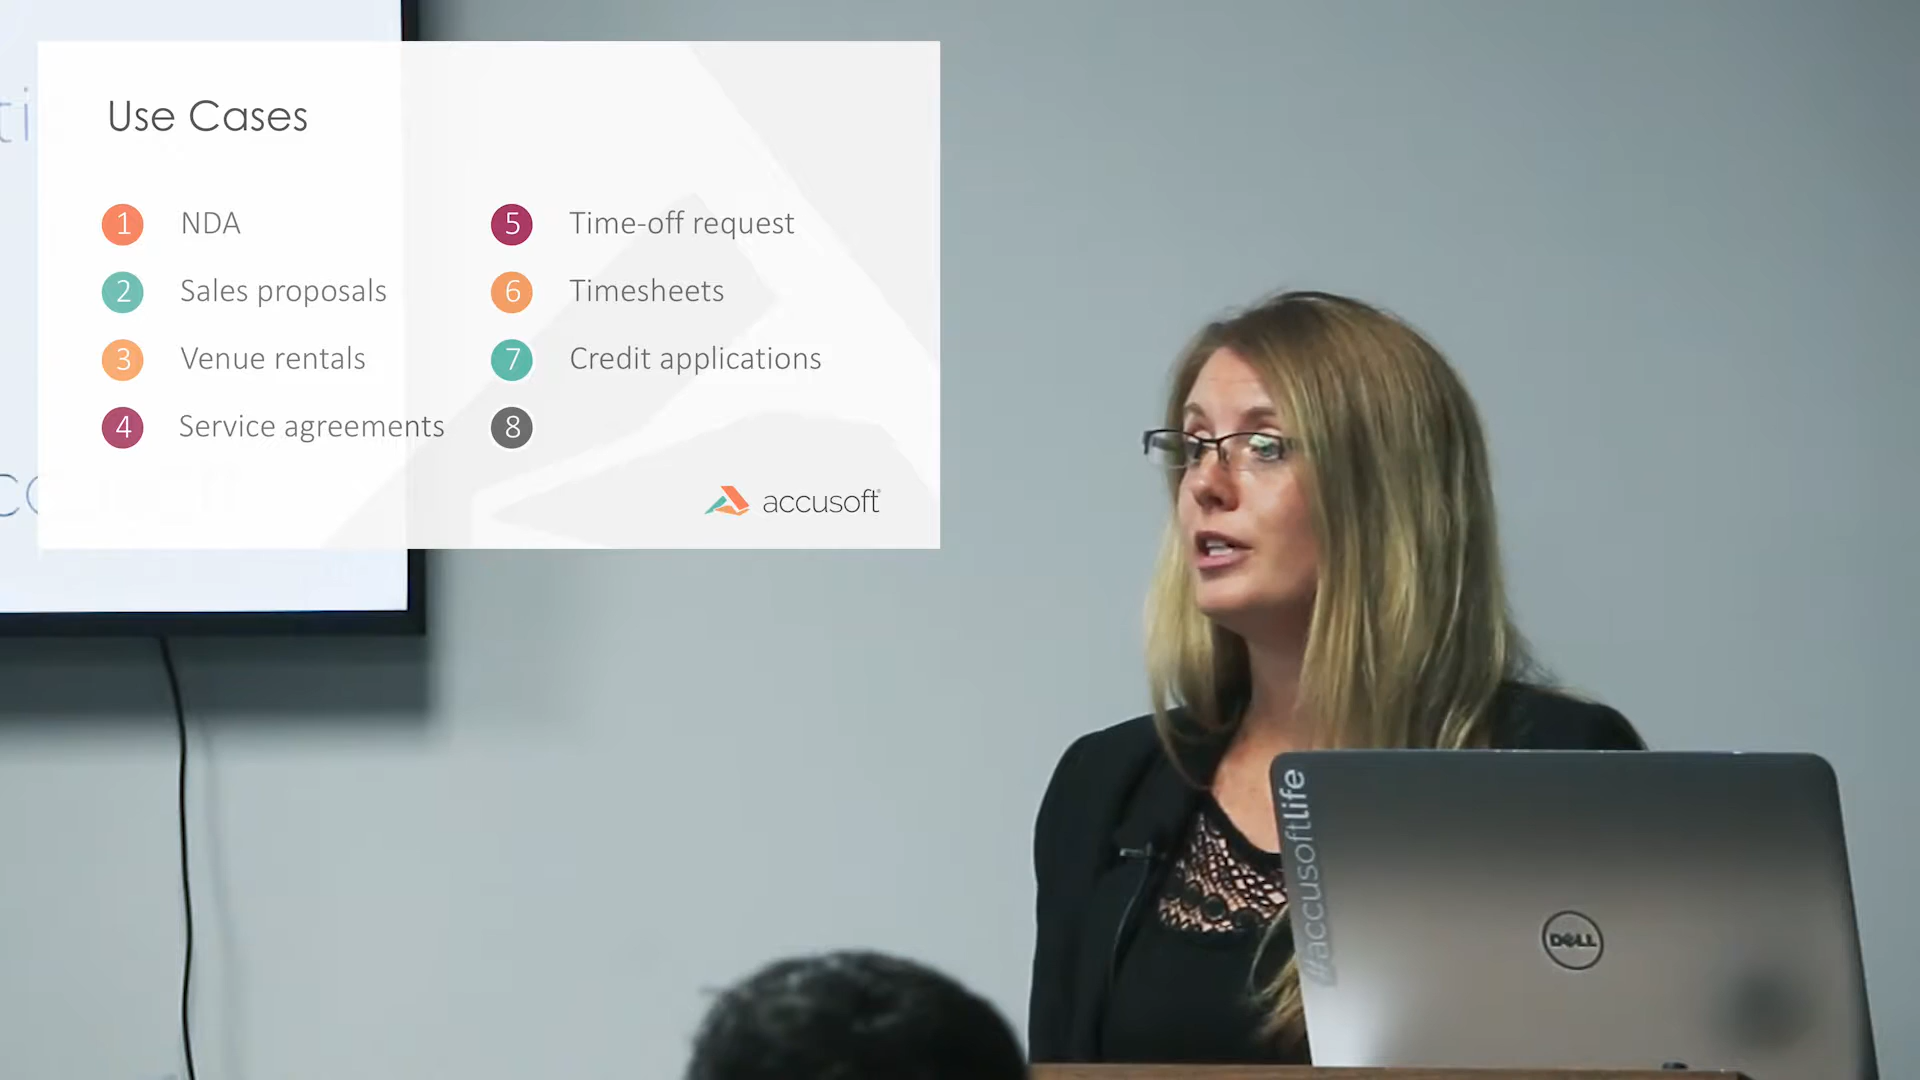 Use Cases
1 NDA
2 Sales proposals
3 Venue rentals
4 Service agreements
5 Time-off request
6 Timesheets
7 Credit applications
8
accusoft
#accusoftlife
DELL